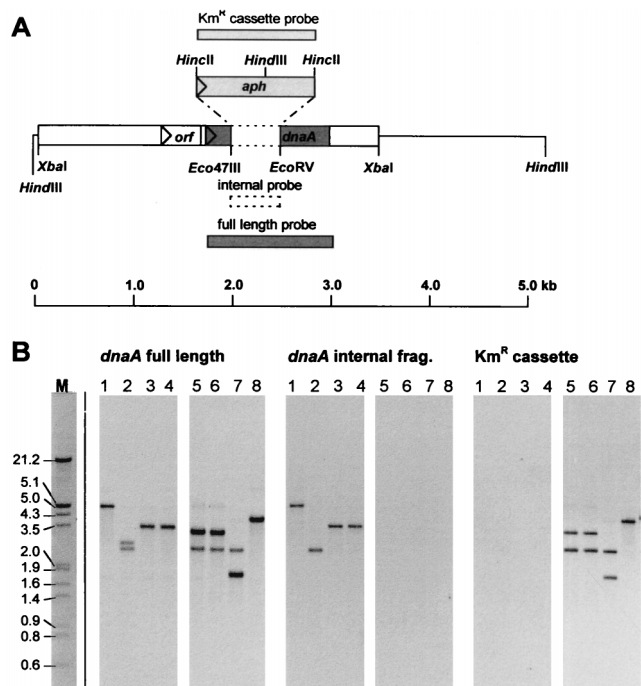 A
Kmᴿ cassette probe
HincII HindIII HincII
aph
orf dnaA
XbaI Eco47III EcoRV XbaI
HindIII HindIII
internal probe
full length probe
0 1.0 2.0 3.0 4.0 5.0 kb
B
dnaA full length dnaA internal frag. Kmᴿ cassette
M 1 2 3 4 5 6 7 8 1 2 3 4 5 6 7 8 1 2 3 4 5 6 7 8
21.2
5.1
5.0
4.3
3.5
2.0
1.9
1.6
1.4
0.9
0.8
0.6